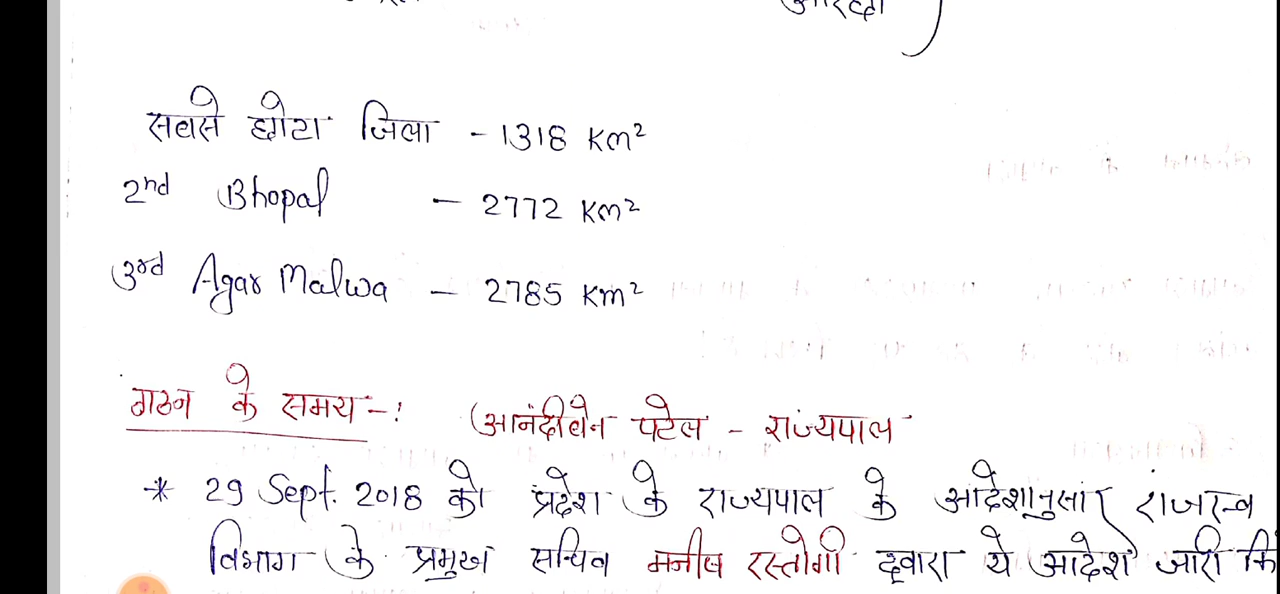 सबसे छोटा जिला - 1318 Km²
2nd Bhopal - 2772 Km²
3rd Agar Malwa - 2785 Km²
गठन के समय -: (आनंदीबेन पटेल - राज्यपाल
* 29 Sept. 2018 को प्रदेश के राज्यपाल के आदेशानुसार राजस्व
विभाग के प्रमुख सचिव मनीष रस्तोगी द्वारा ये आदेश जारी कि